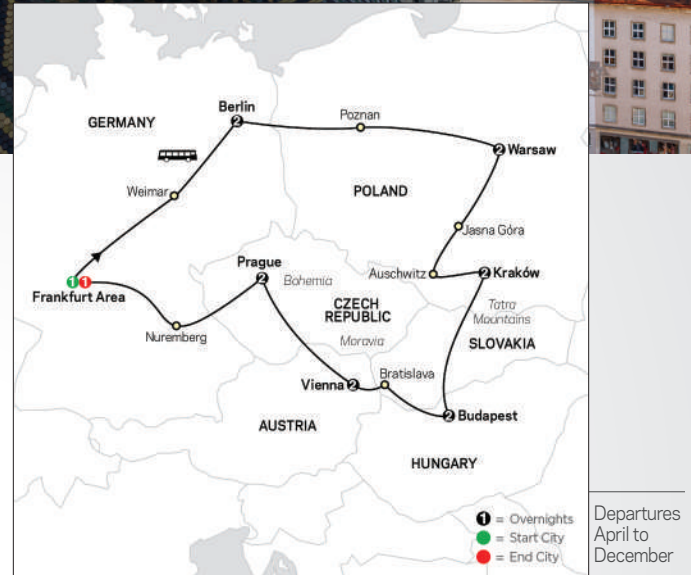 GERMANY
Berlin
2
Poznan
2 Warsaw
Weimar
POLAND
Jasna Góra
Prague
2
Bohemia
Auschwitz
2 Kraków
1 1
Frankfurt Area
CZECH
REPUBLIC
Tatra
Mountains
Nuremberg
Moravia
SLOVAKIA
Vienna 2
Bratislava
2 Budapest
AUSTRIA
HUNGARY
1 = Overnights
= Start City
= End City
Departures
April to
December